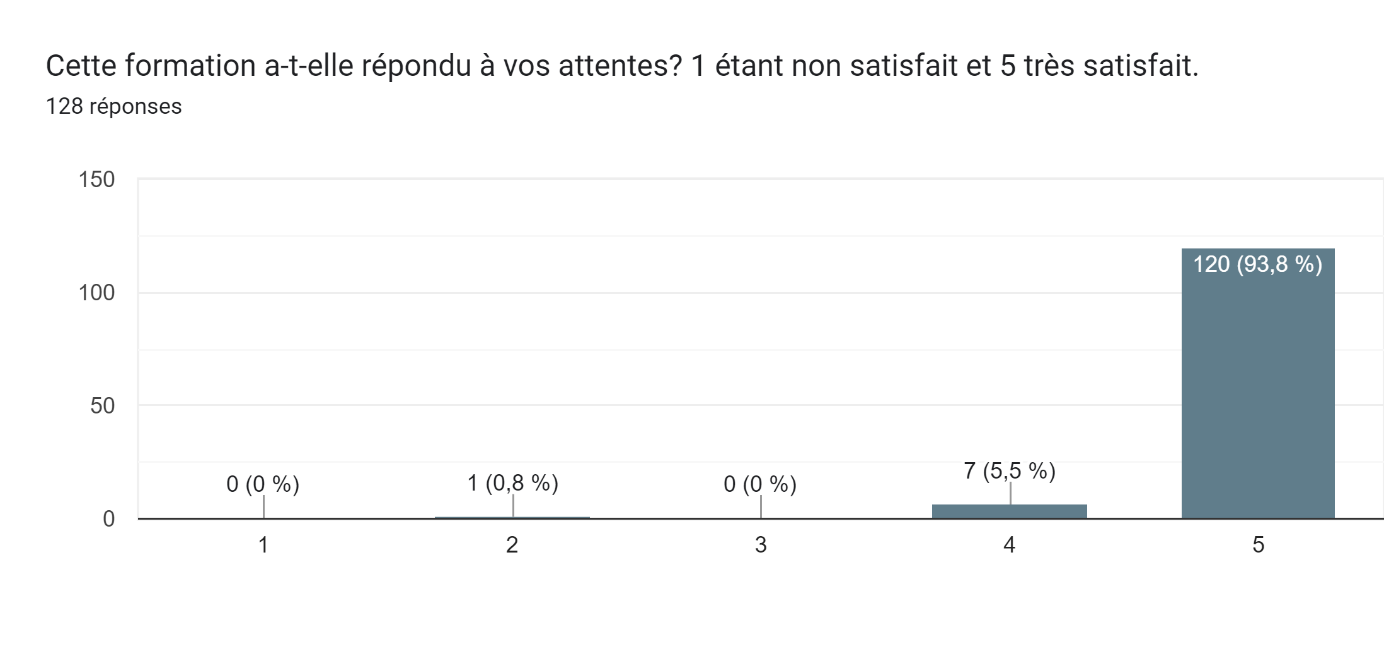 Cette formation a-t-elle répondu à vos attentes? 1 étant non satisfait et 5 très satisfait.
128 réponses
150
100
50
0
0 (0 %)
1 (0,8 %)
0 (0 %)
7 (5,5 %)
120 (93,8 %)
1
2
3
4
5